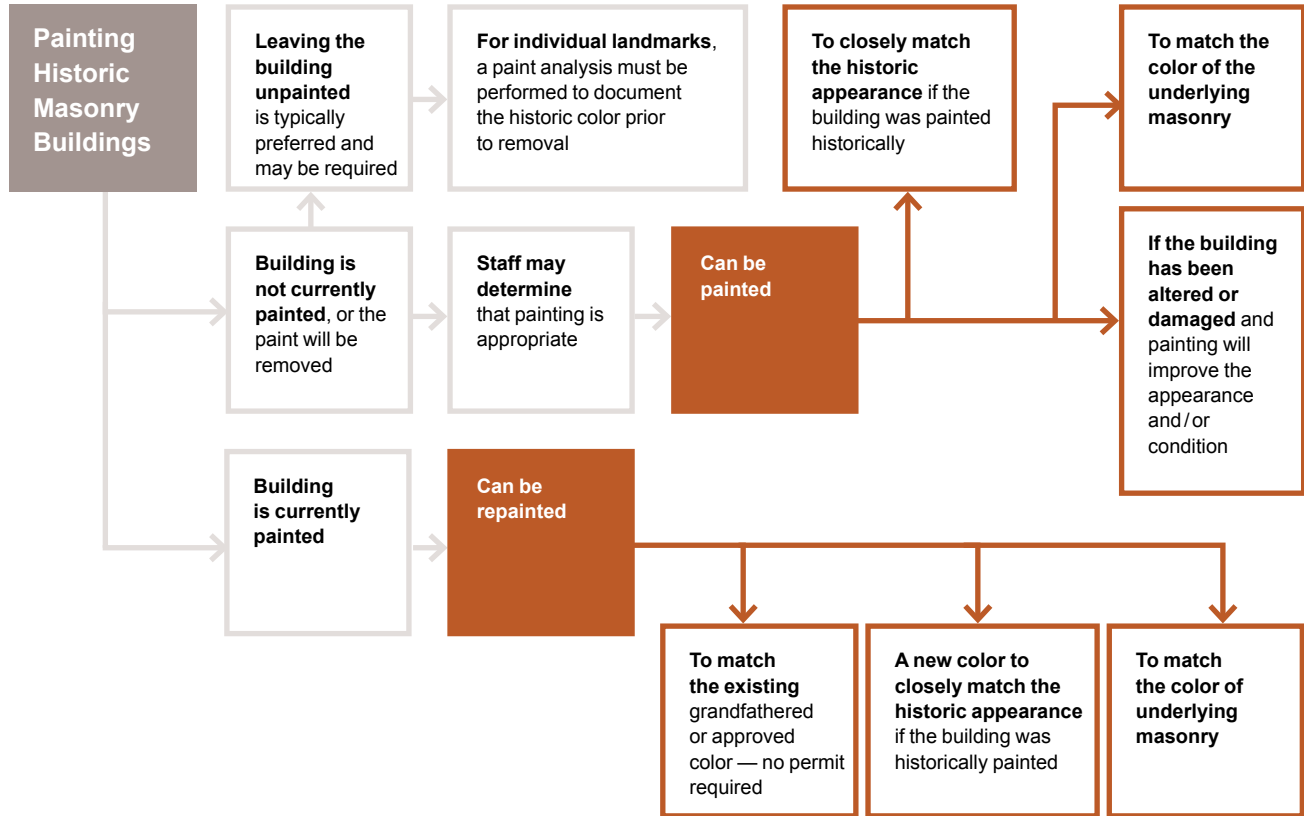 Painting
Historic
Masonry
Buildings
Leaving the
building
unpainted
is typically
preferred and
may be required
For individual landmarks,
a paint analysis must be
performed to document
the historic color prior
to removal
To closely match
the historic
appearance if the
building was painted
historically
To match the
color of the
underlying
masonry
Building is
not currently
painted, or the
paint will be
removed
Staff may
determine
that painting is
appropriate
Can be
painted
If the building
has been
altered or
damaged and
painting will
improve the
appearance
and/or
condition
Building
is currently
painted
Can be
repainted
To match
the existing
grandfathered
or approved
color — no permit
required
A new color to
closely match the
historic appearance
if the building was
historically painted
To match
the color of
underlying
masonry